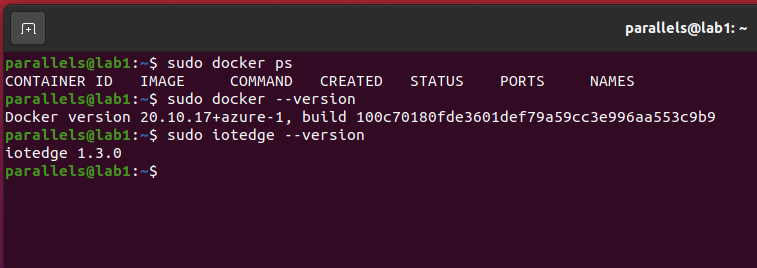 parallels@lab1: ~
parallels@lab1:~$ sudo docker ps
CONTAINER ID   IMAGE     COMMAND   CREATED   STATUS    PORTS     NAMES
parallels@lab1:~$ sudo docker --version
Docker version 20.10.17+azure-1, build 100c70180fde3601def79a59cc3e996aa553c9b9
parallels@lab1:~$ sudo iotedge --version
iotedge 1.3.0
parallels@lab1:~$